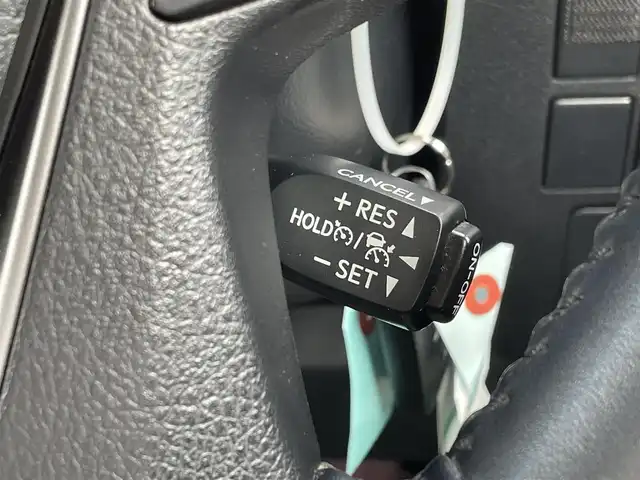 CANCEL▼
+ RES ▲
HOLD / ◀
− SET ▼
ON-OFF